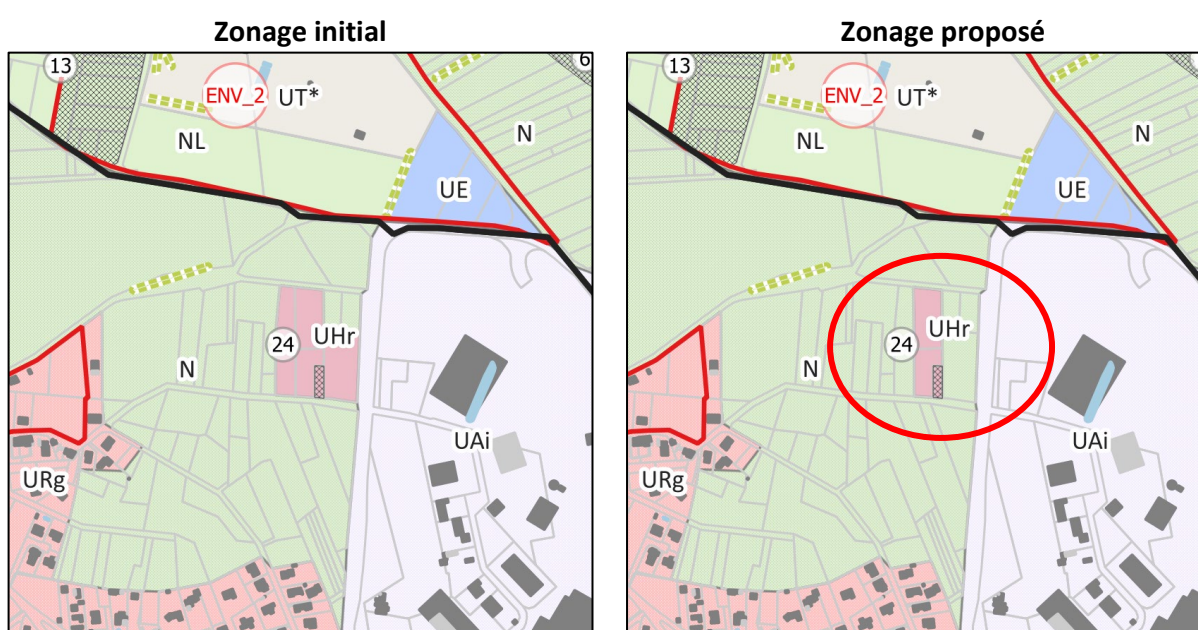 Zonage initial
Zonage proposé
13
6
ENV_2
UT*
N
NL
UE
24
UHr
N
UAi
URg
13
ENV_2
UT*
N
NL
UE
24
UHr
N
UAi
URg